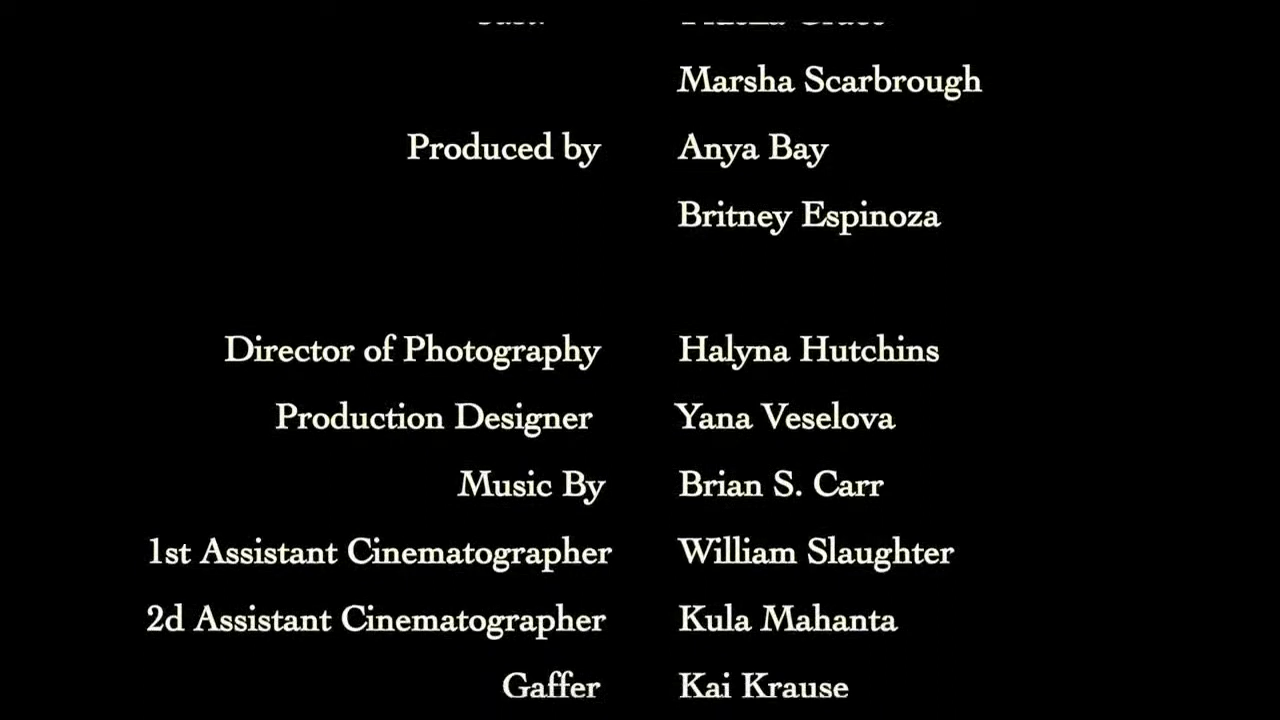 Marsha Scarbrough
Produced by Anya Bay
Britney Espinoza
Director of Photography Halyna Hutchins
Production Designer Yana Veselova
Music By Brian S. Carr
1st Assistant Cinematographer William Slaughter
2d Assistant Cinematographer Kula Mahanta
Gaffer Kai Krause